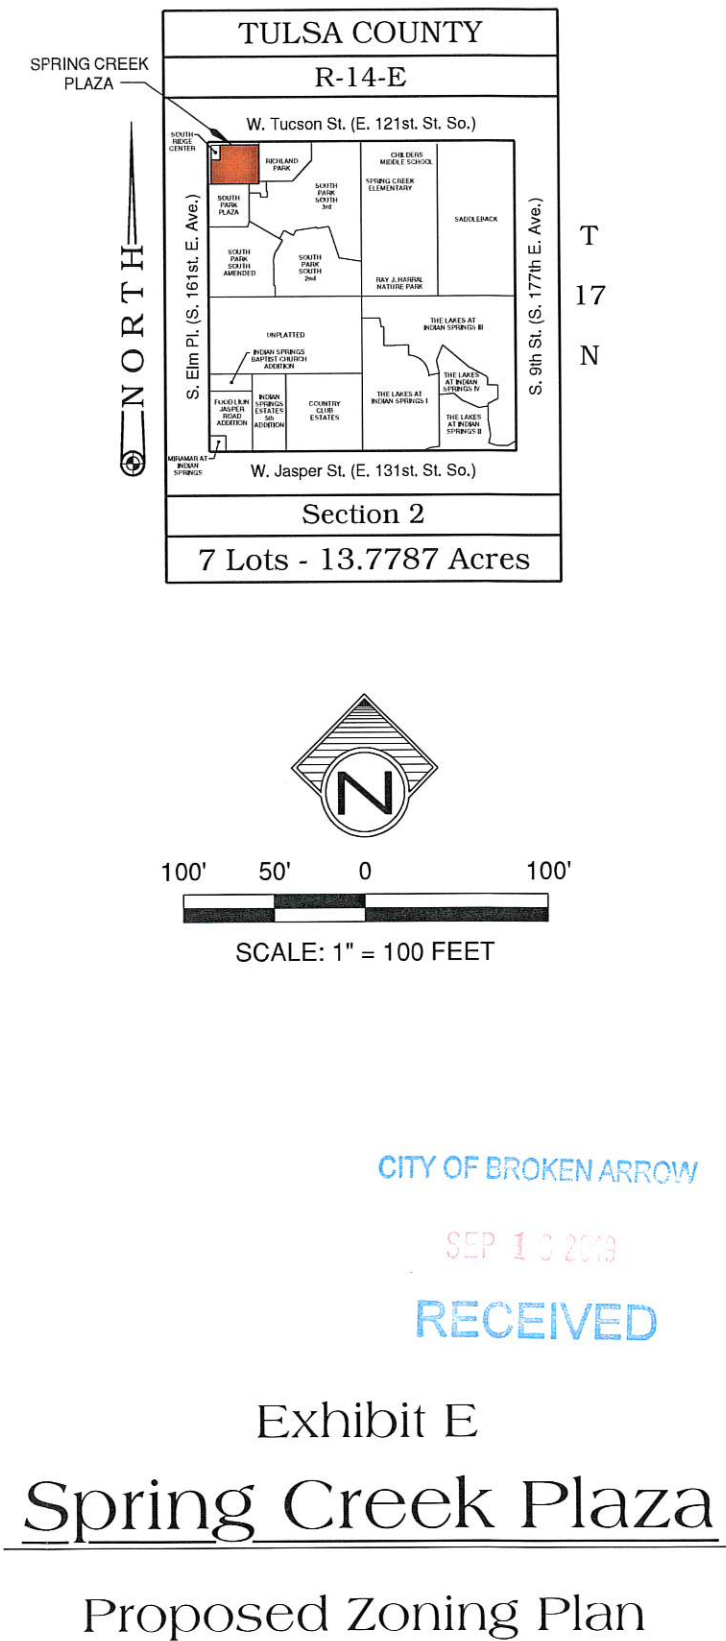 TULSA COUNTY
R-14-E
SPRING CREEK
PLAZA
W. Tucson St. (E. 121st. St. So.)
SOUTH
RIDGE
CENTER
RICHLAND
PARK
CHILDERS
MIDDLE SCHOOL
SPRING CREEK
ELEMENTARY
SOUTH
PARK
SOUTH
3rd
SOUTH
PARK
PLAZA
SADDLEBACK
S. Elm Pl. (S. 161st. E. Ave.)
S. 9th St. (S. 177th E. Ave.)
T
17
N
NORTH
SOUTH
PARK
SOUTH
AMENDED
SOUTH
PARK
SOUTH
2nd
RAY J. HARRAL
NATURE PARK
UNPLATTED
THE LAKES AT
INDIAN SPRINGS III
INDIAN SPRINGS
BAPTIST CHURCH
ADDITION
THE LAKES
AT INDIAN
SPRINGS IV
FOOD LION
JASPER
ROAD
ADDITION
INDIAN
SPRINGS
ESTATES
5th
ADDITION
COUNTRY
CLUB
ESTATES
THE LAKES AT
INDIAN SPRINGS I
THE LAKES
AT INDIAN
SPRINGS II
MIRAMAR AT
INDIAN
SPRINGS
W. Jasper St. (E. 131st. St. So.)
Section 2
7 Lots - 13.7787 Acres
N
100' 50' 0 100'
SCALE: 1" = 100 FEET
CITY OF BROKEN ARROW
SEP 1
RECEIVED
Exhibit E
Spring Creek Plaza
Proposed Zoning Plan